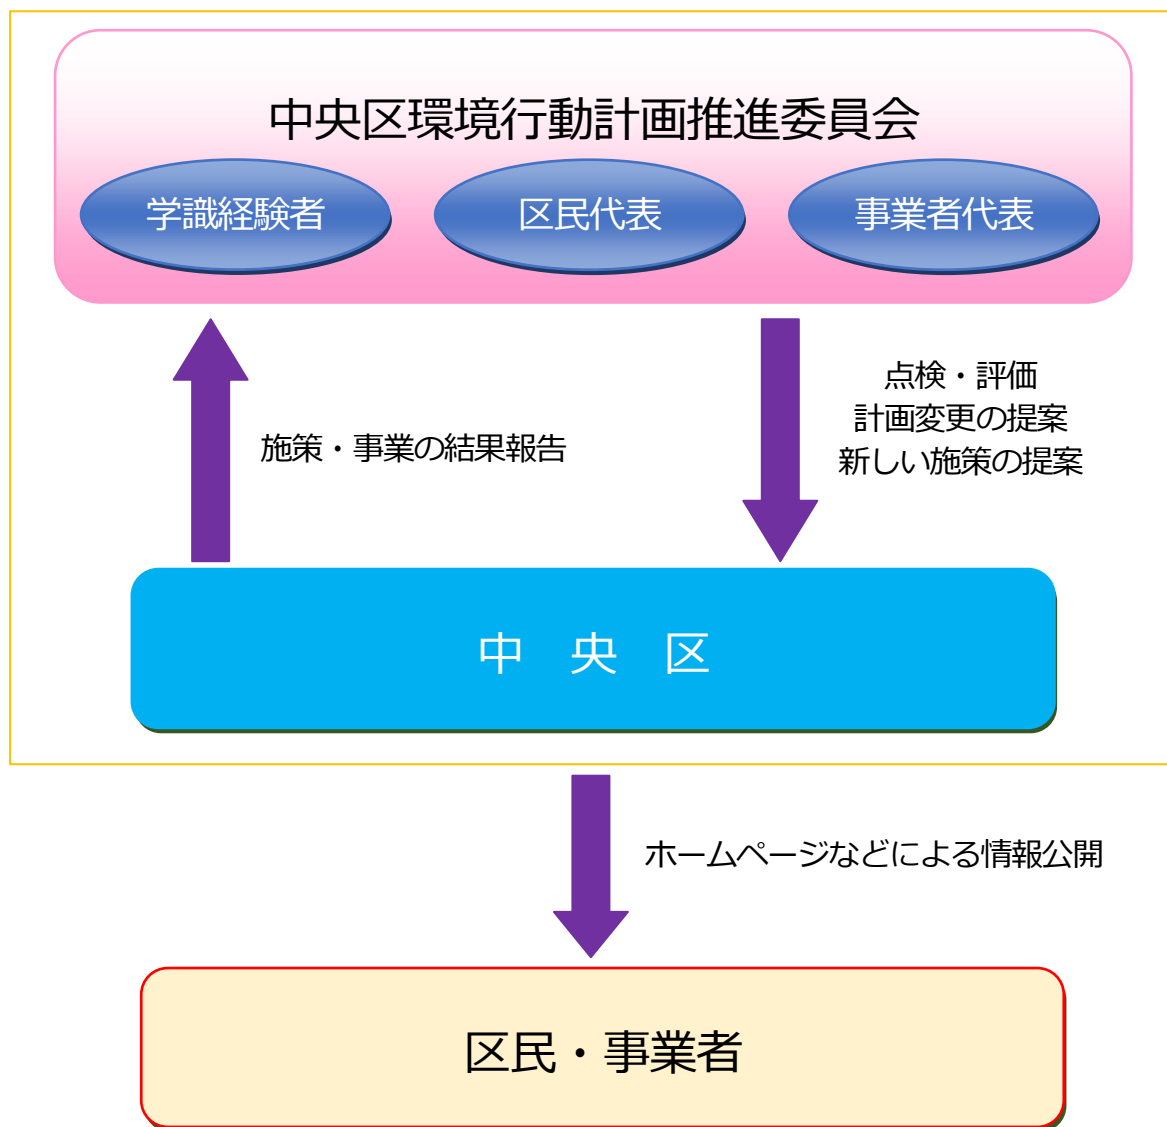 中央区環境行動計画推進委員会
学識経験者
区民代表
事業者代表
施策・事業の結果報告
点検・評価
計画変更の提案
新しい施策の提案
中　央　区
ホームページなどによる情報公開
区民・事業者